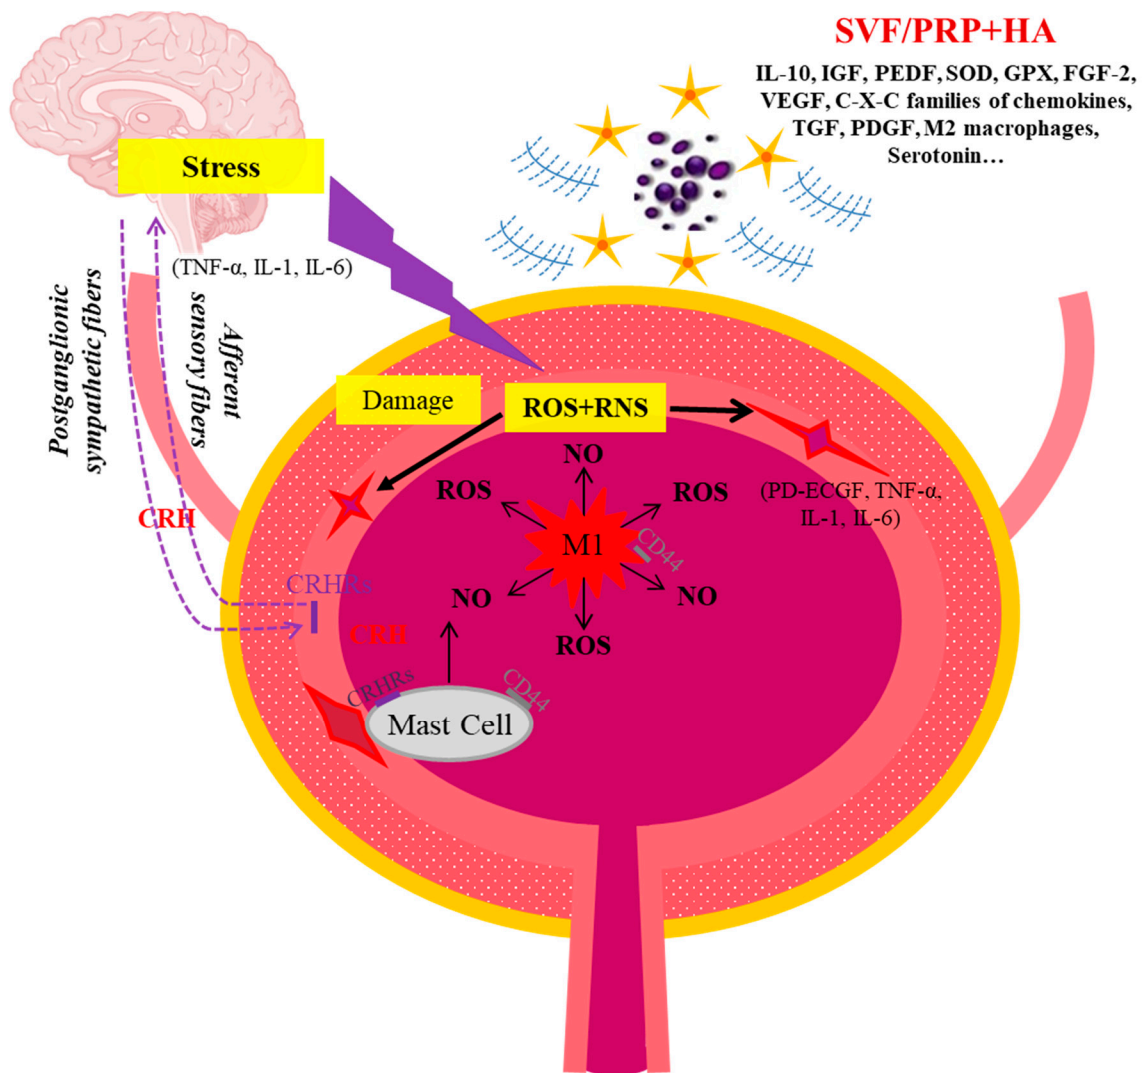 SVF/PRP+HA
IL-10, IGF, PEDF, SOD, GPX, FGF-2,
VEGF, C-X-C families of chemokines,
TGF, PDGF, M2 macrophages,
Serotonin…
Stress
(TNF-α, IL-1, IL-6)
Postganglionic
sympathetic fibers
Afferent
sensory fibers
Damage
ROS+RNS
NO
ROS
ROS
(PD-ECGF, TNF-α,
IL-1, IL-6)
CRH
M1
CD44
CRHRs
NO
NO
CRH
ROS
CRHRs
CD44
Mast Cell